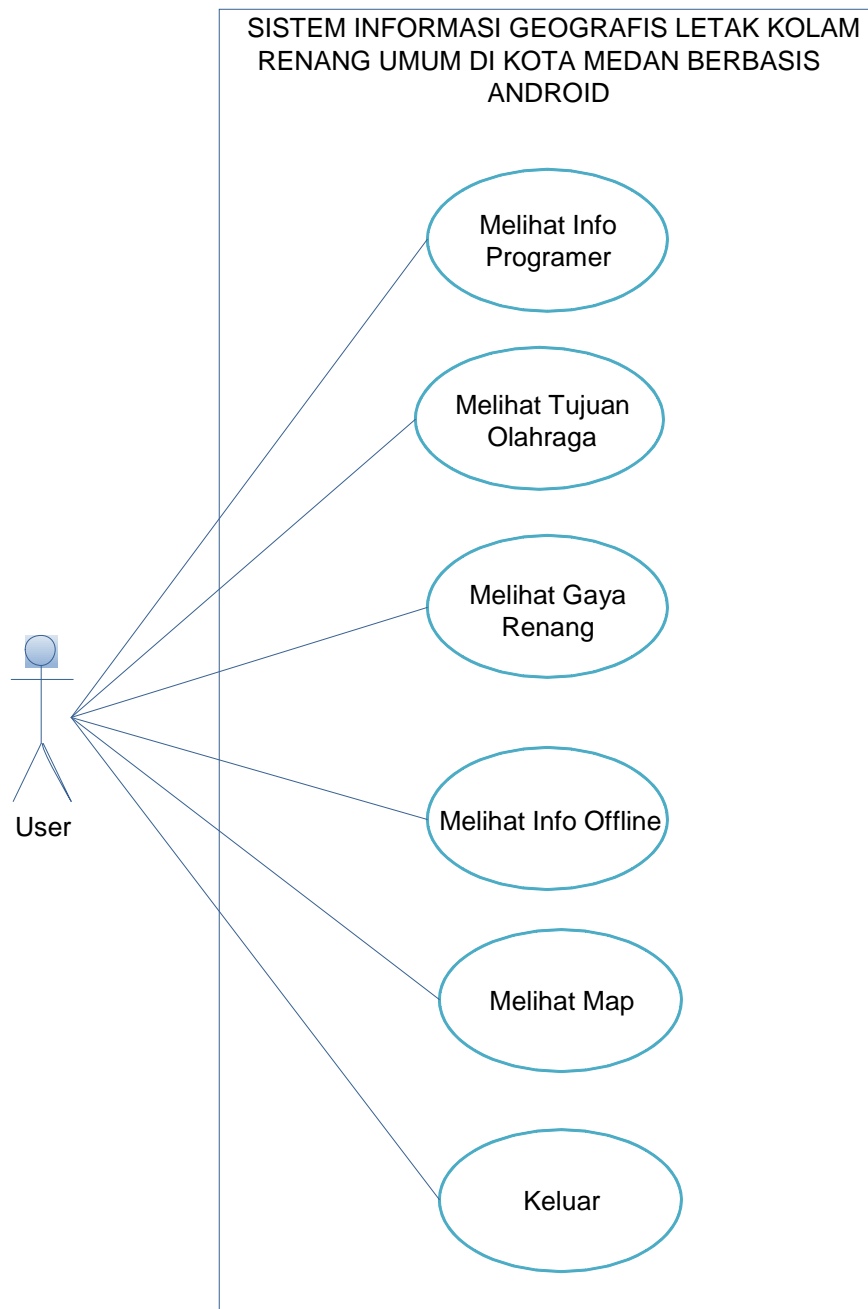 SISTEM INFORMASI GEOGRAFIS LETAK KOLAM
RENANG UMUM DI KOTA MEDAN BERBASIS
ANDROID
Melihat Info
Programer
Melihat Tujuan
Olahraga
Melihat Gaya
Renang
User
Melihat Info Offline
Melihat Map
Keluar